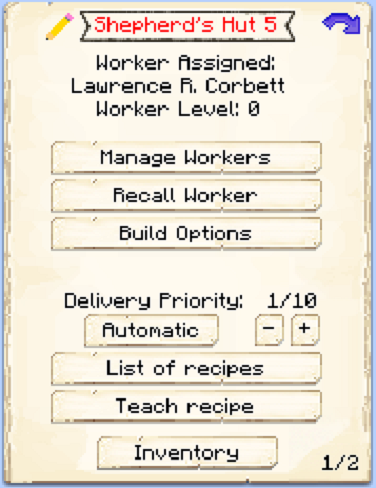 Shepherd's Hut 5
Worker Assigned:
Lawrence R. Corbett
Worker Level: 0
Manage Workers
Recall Worker
Build Options
Delivery Priority: 1/10
Automatic - +
List of recipes
Teach recipe
Inventory
1/2